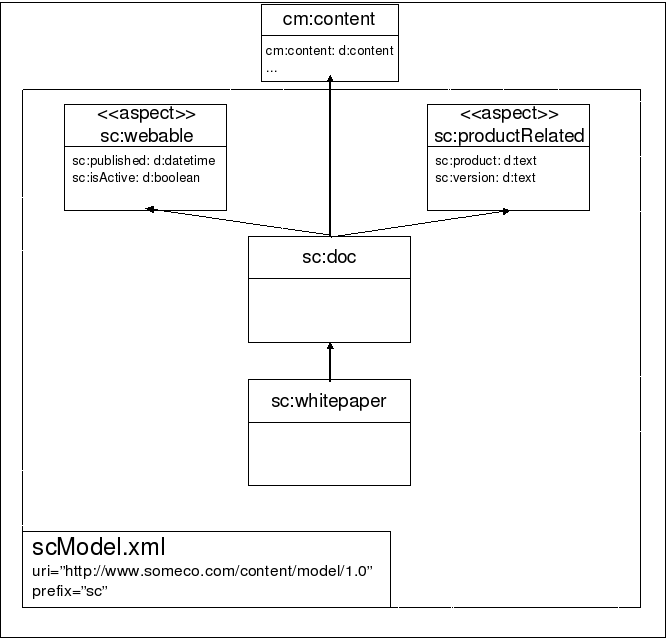 cm:content
cm:content: d:content
...
<<aspect>>
sc:webable
sc:published: d:datetime
sc:isActive: d:boolean
<<aspect>>
sc:productRelated
sc:product: d:text
sc:version: d:text
sc:doc
sc:whitepaper
scModel.xml
uri="http://www.someco.com/content/model/1.0"
prefix="sc"